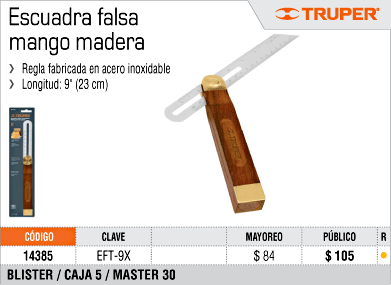 Escuadra falsa
mango madera
TRUPER®
Regla fabricada en acero inoxidable
Longitud: 9" (23 cm)
CÓDIGO CLAVE MAYOREO PÚBLICO R
14385 EFT-9X $ 84 $ 105
BLISTER / CAJA 5 / MASTER 30